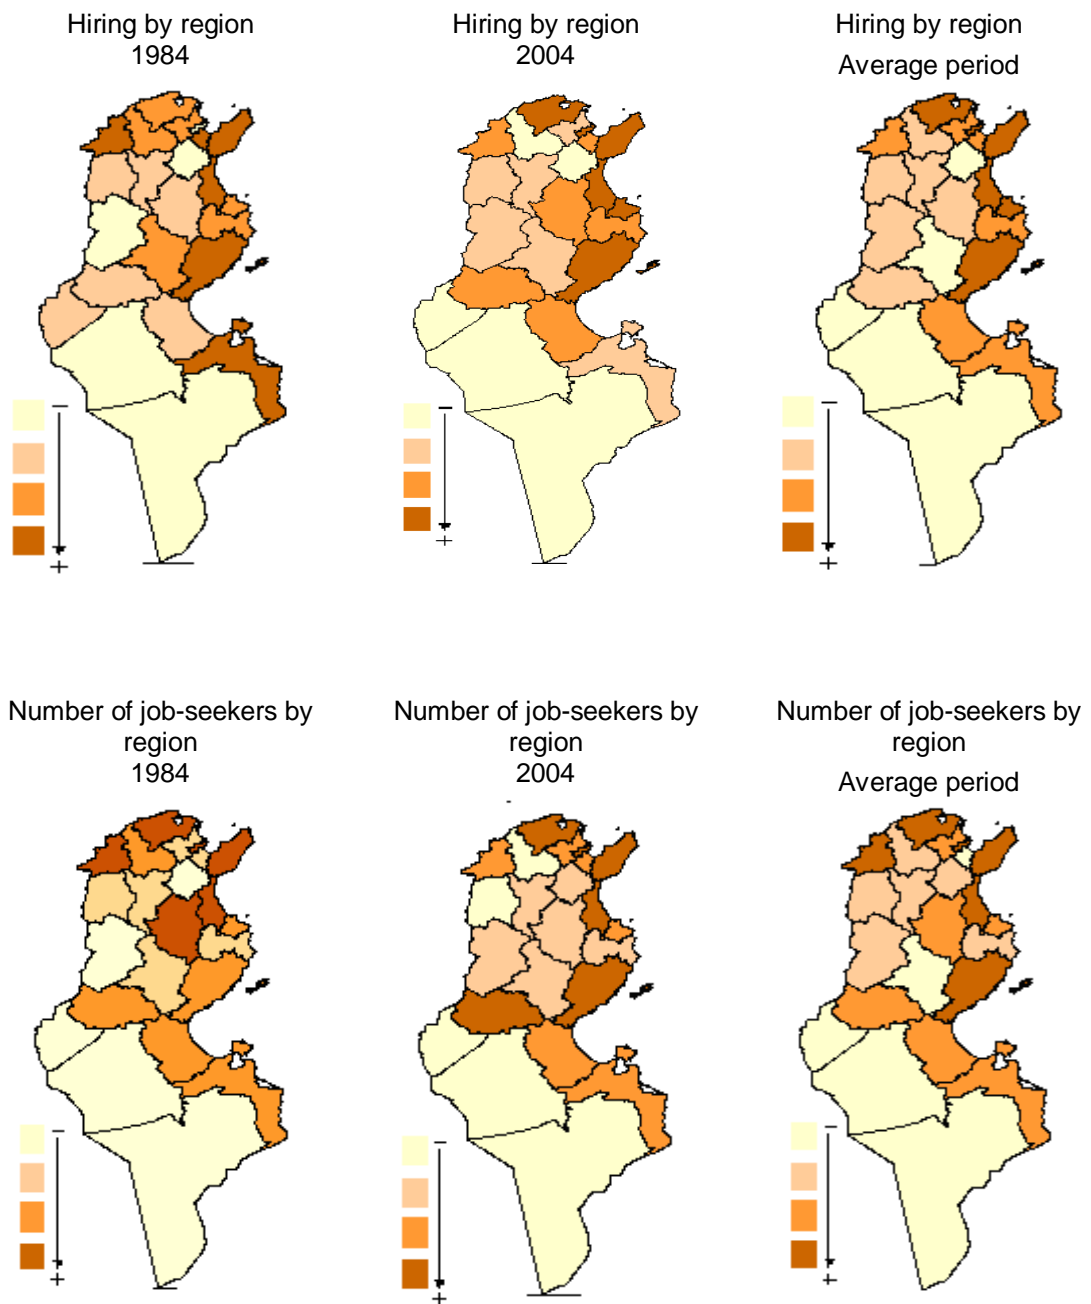 Hiring by region
1984
Hiring by region
2004
Hiring by region
Average period
−
+
−
+
−
+
Number of job-seekers by
region
1984
Number of job-seekers by
region
2004
Number of job-seekers by
region
Average period
−
+
−
+
−
+